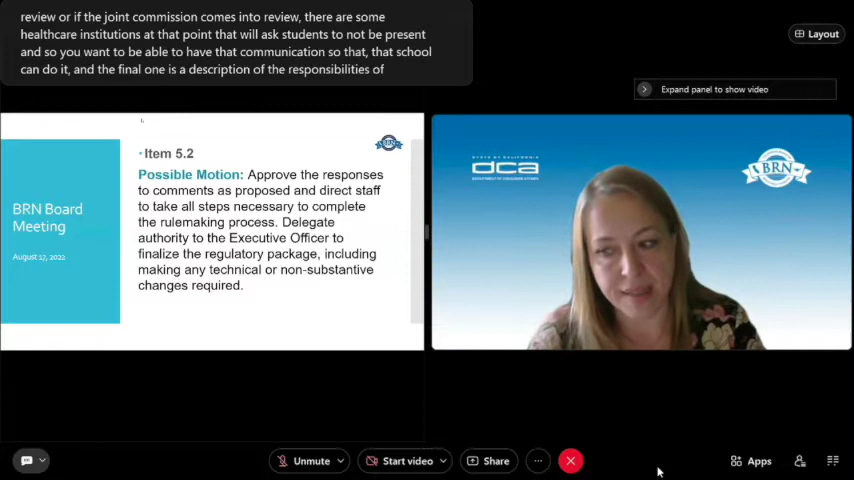 review or if the joint commission comes into review, there are some
healthcare institutions at that point that will ask students to not be present
and so you want to be able to have that communication so that, that school
can do it, and the final one is a description of the responsibilities of
Layout
Expand panel to show video
BRN
• Item 5.2
Possible Motion: Approve the responses
to comments as proposed and direct staff
to take all steps necessary to complete
the rulemaking process. Delegate
authority to the Executive Officer to
finalize the regulatory package, including
making any technical or non-substantive
changes required.
BRN Board
Meeting
August 17, 2022
STATE OF CALIFORNIA
dca
DEPARTMENT OF CONSUMER AFFAIRS
BRN
Unmute
Start video
Share
Apps